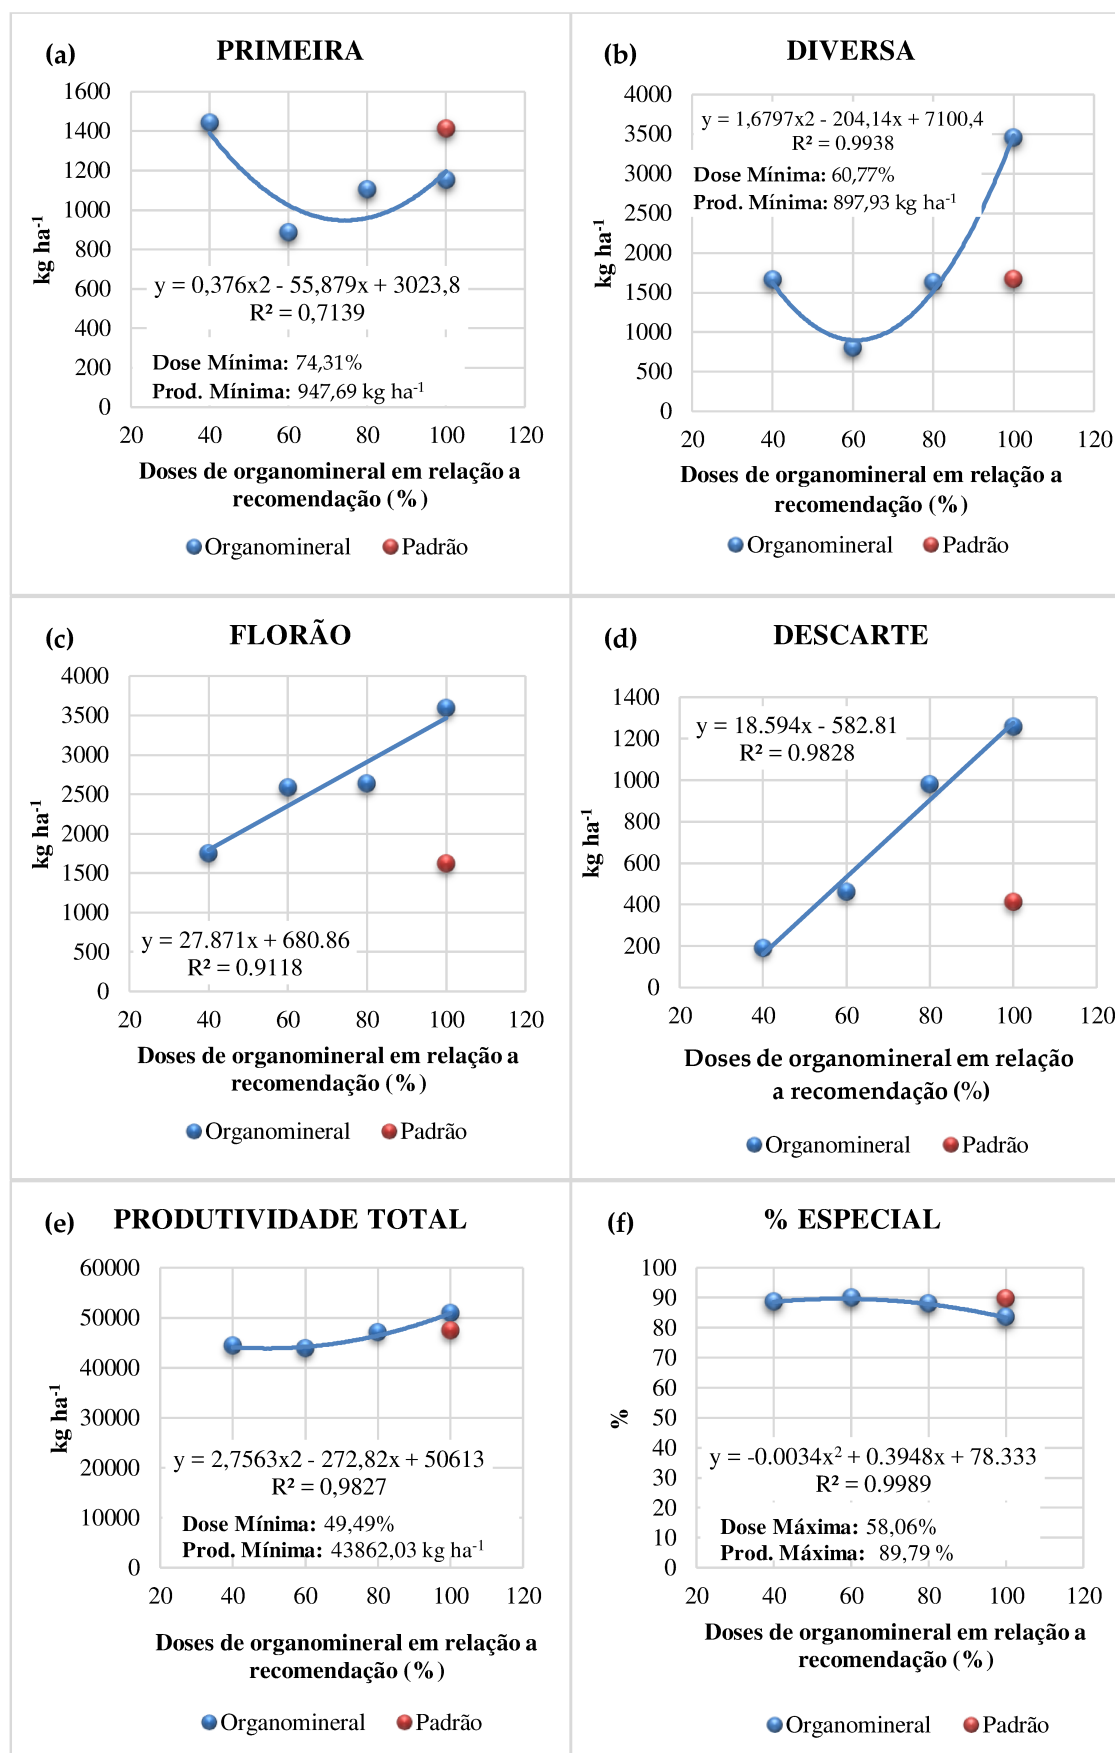 (a)
PRIMEIRA
1600
1400
1200
1000
800
600
400
200
0
kg ha-1
y = 0,376x2 - 55,879x + 3023,8
R² = 0,7139
Dose Mínima: 74,31%
Prod. Mínima: 947,69 kg ha-1
20 40 60 80 100 120
Doses de organomineral em relação a
recomendação (%)
Organomineral Padrão
(b)
DIVERSA
4000
3500
3000
2500
2000
1500
1000
500
0
kg ha-1
y = 1,6797x2 - 204,14x + 7100,4
R² = 0.9938
Dose Mínima: 60,77%
Prod. Mínima: 897,93 kg ha-1
20 40 60 80 100 120
Doses de organomineral em relação a
recomendação (%)
Organomineral Padrão
(c)
FLORÃO
4000
3500
3000
2500
2000
1500
1000
500
0
kg ha-1
y = 27.871x + 680.86
R² = 0.9118
20 40 60 80 100 120
Doses de organomineral em relação a
recomendação (%)
Organomineral Padrão
(d)
DESCARTE
1400
1200
1000
800
600
400
200
0
kg ha-1
y = 18.594x - 582.81
R² = 0.9828
20 40 60 80 100 120
Doses de organomineral em relação
a recomendação (%)
Organomineral Padrão
(e)
PRODUTIVIDADE TOTAL
60000
50000
40000
30000
20000
10000
0
kg ha-1
y = 2,7563x2 - 272,82x + 50613
R² = 0,9827
Dose Mínima: 49,49%
Prod. Mínima: 43862,03 kg ha-1
20 40 60 80 100 120
Doses de organomineral em relação a
recomendação (%)
Organomineral Padrão
(f)
% ESPECIAL
100
90
80
70
60
50
40
30
20
10
0
%
y = -0.0034x² + 0.3948x + 78.333
R² = 0.9989
Dose Máxima: 58,06%
Prod. Máxima: 89,79 %
20 40 60 80 100 120
Doses de organomineral em relação a
recomendação (%)
Organomineral Padrão